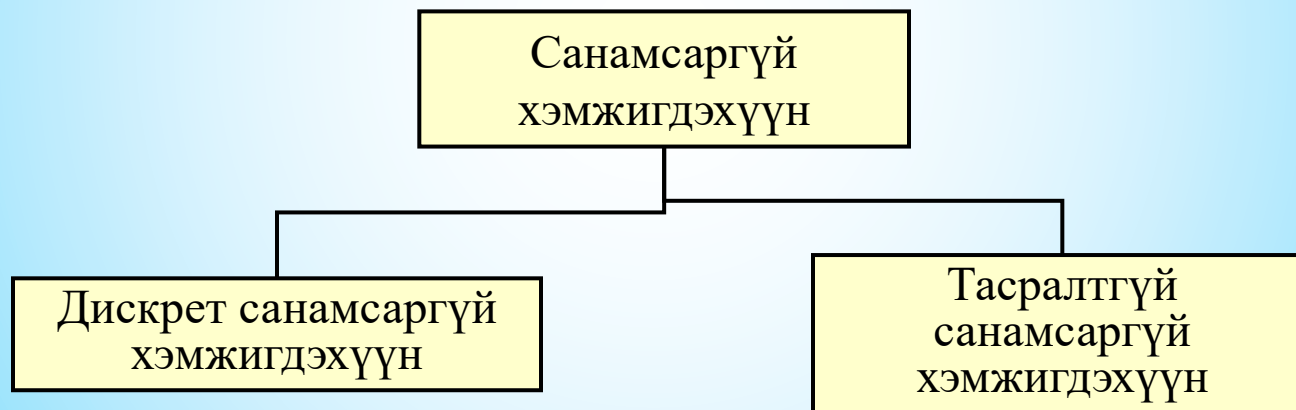 Санамсаргүй
хэмжигдэхүүн
Дискрет санамсаргүй
хэмжигдэхүүн
Тасралтгүй
санамсаргүй
хэмжигдэхүүн